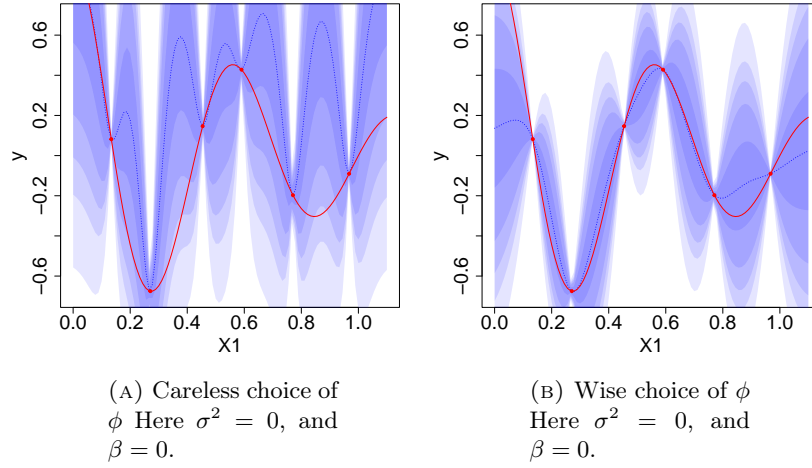 0.6
0.2
−0.2
−0.6
y
0.0 0.2 0.4 0.6 0.8 1.0
X1
(A) Careless choice of
ϕ Here σ² = 0, and
β = 0.
0.6
0.2
−0.2
−0.6
y
0.0 0.2 0.4 0.6 0.8 1.0
X1
(B) Wise choice of ϕ
Here σ² = 0, and
β = 0.